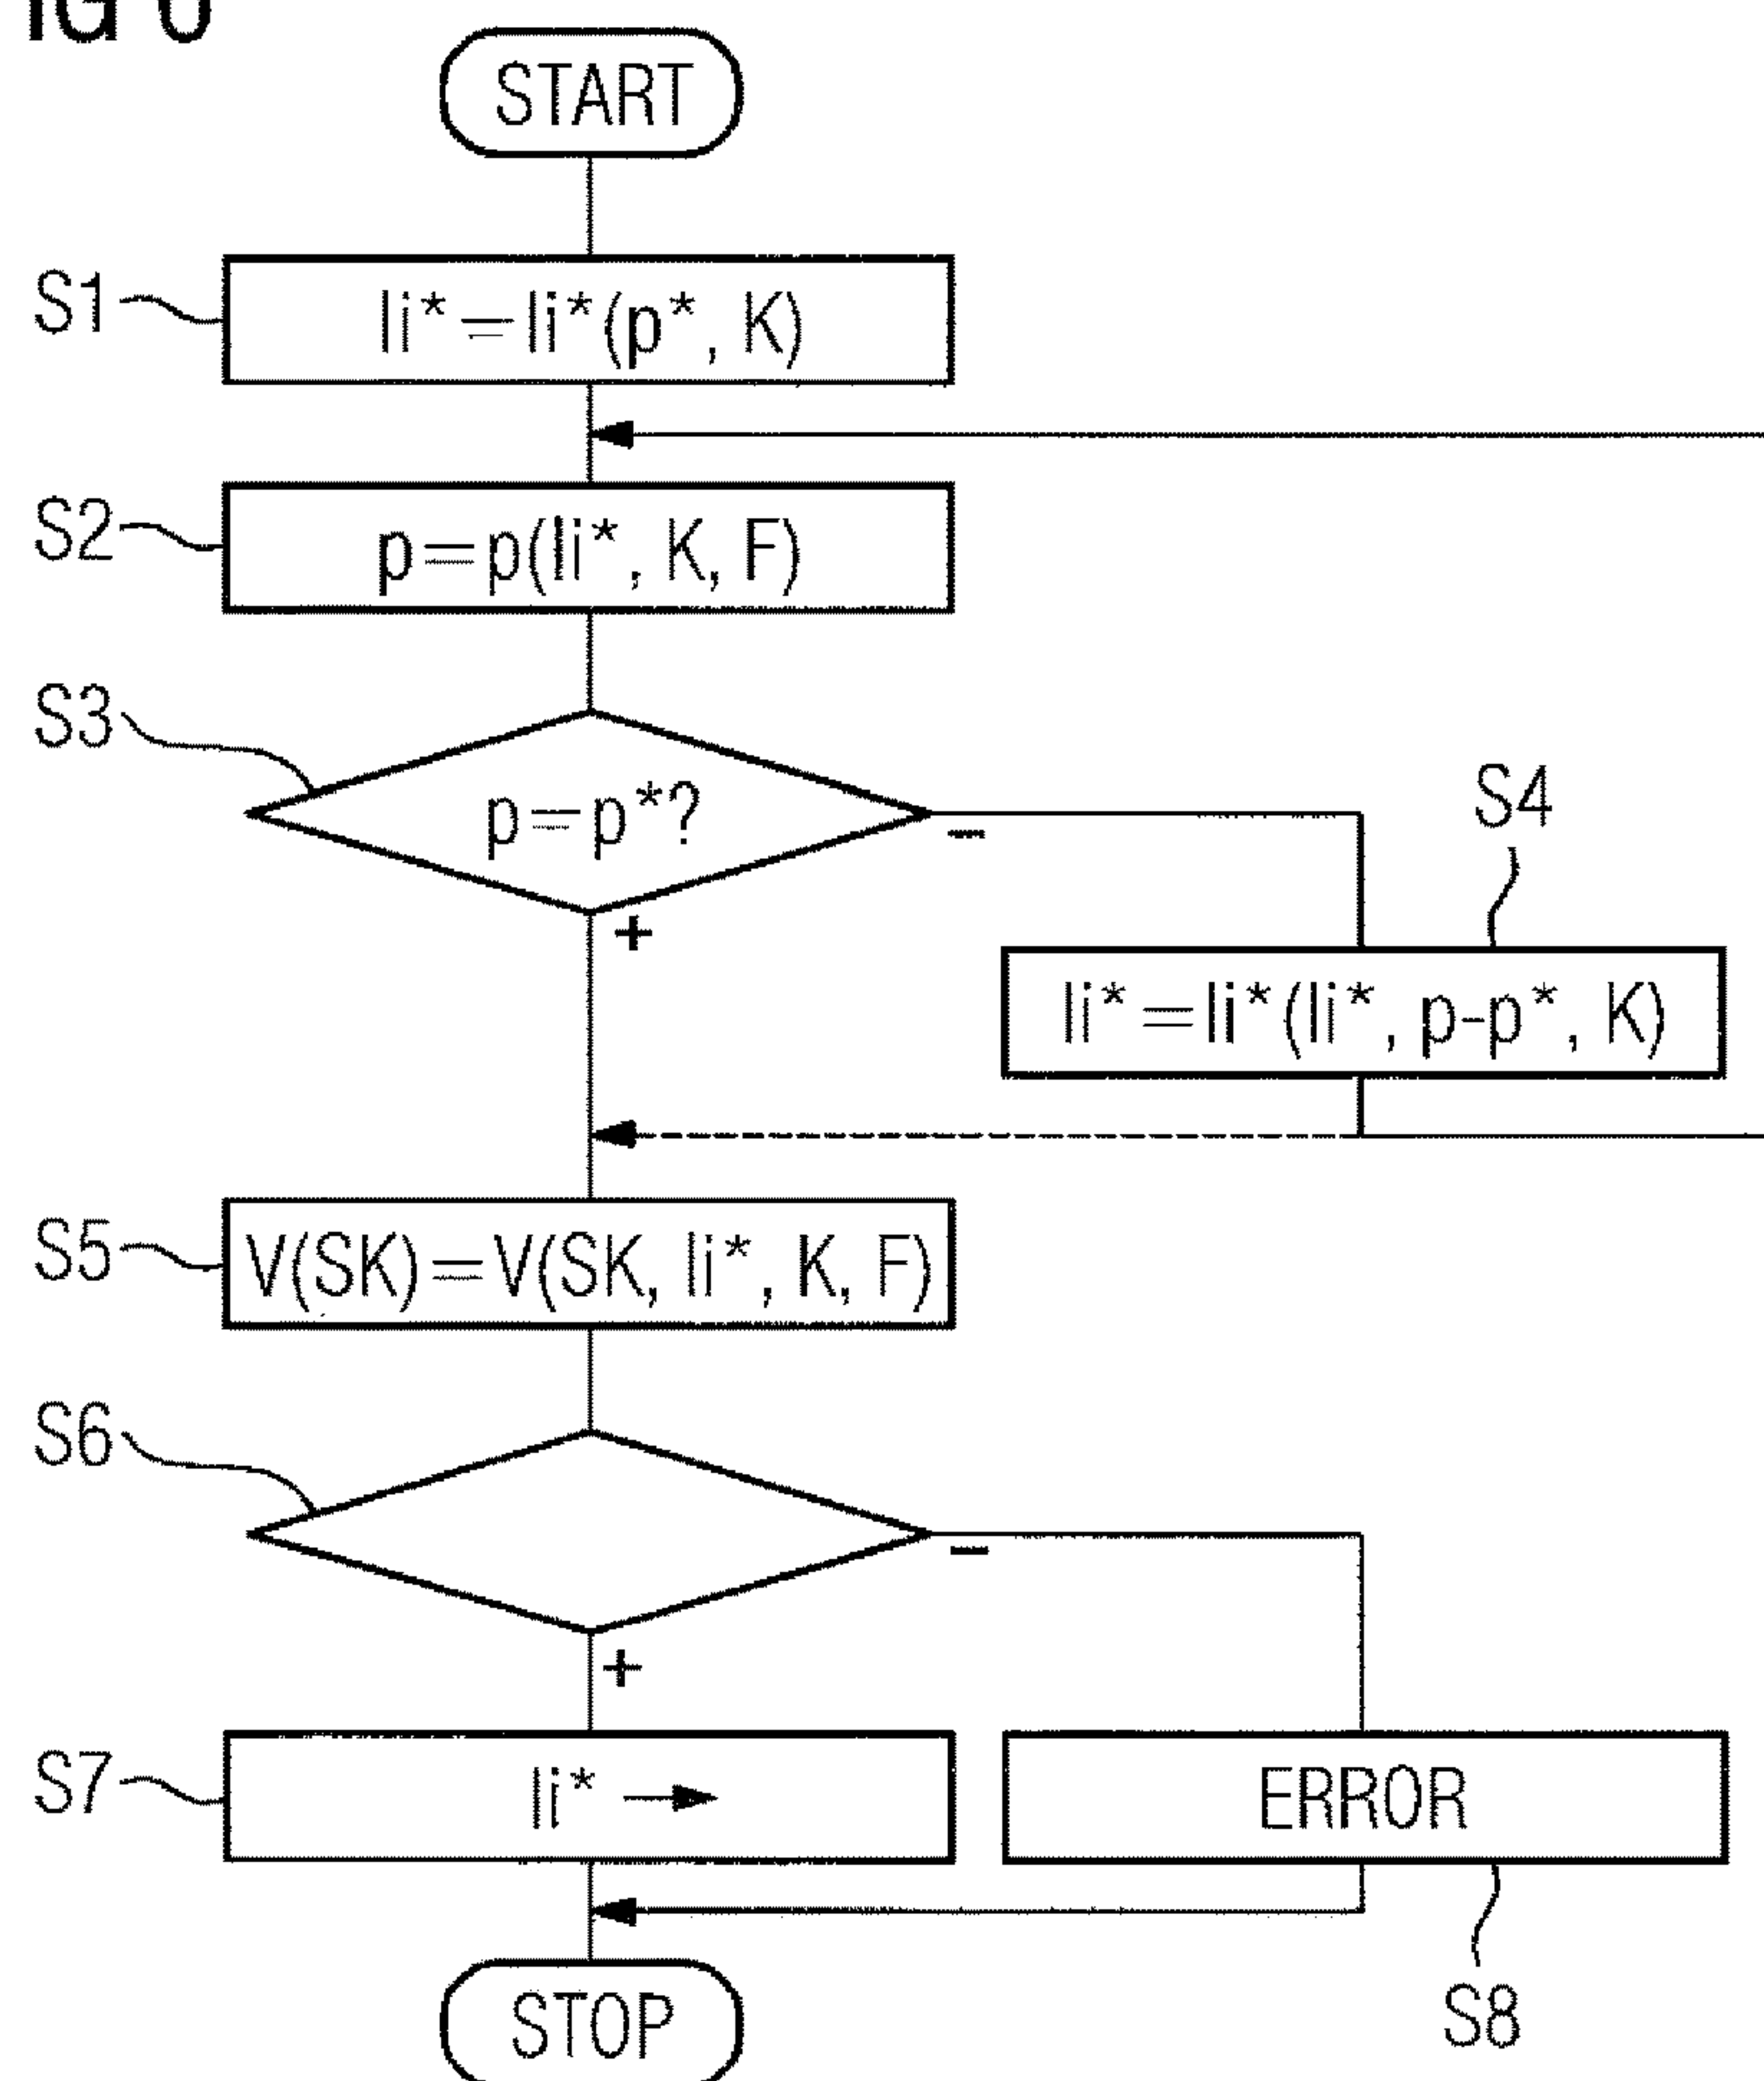 START
S1
li*=li*(p*, K)
S2
p=p(li*, K, F)
S3
p=p*?
-
+
S4
li*=li*(li*, p-p*, K)
S5
V(SK)=V(SK, li*, K, F)
S6
-
+
S7
li*→
ERROR
S8
STOP